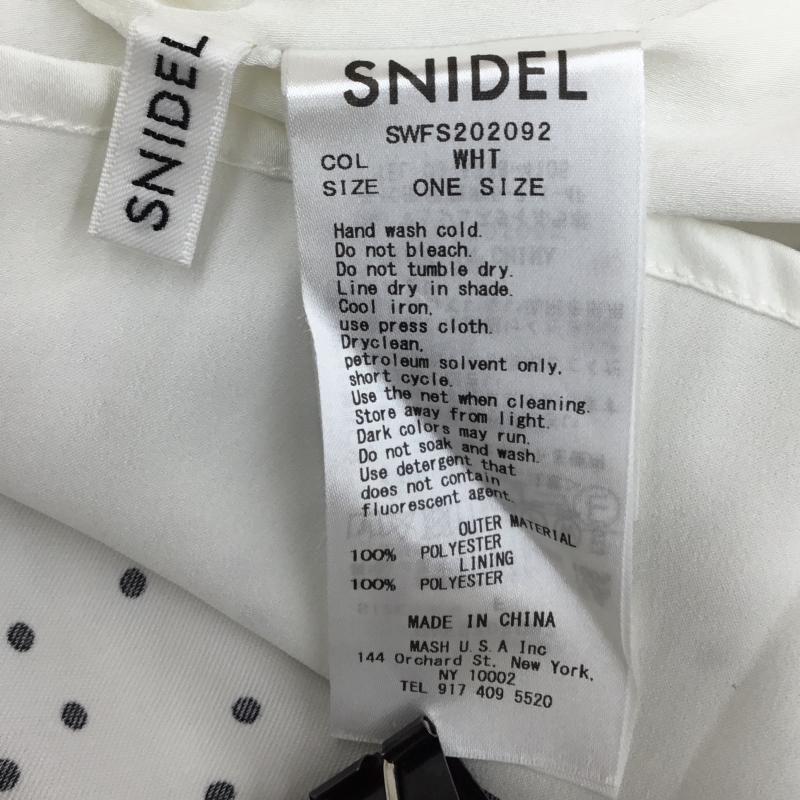 SNIDEL
SNIDEL
SWFS202092
COL WHT
SIZE ONE SIZE
Hand wash cold.
Do not bleach.
Do not tumble dry.
Line dry in shade.
Cool iron,
use press cloth.
Dryclean,
petroleum solvent only,
short cycle.
Use the net when cleaning.
Store away from light.
Dark colors may run.
Do not soak and wash.
Use detergent that
does not contain
fluorescent agent.
OUTER MATERIAL
100% POLYESTER
LINING
100% POLYESTER
MADE IN CHINA
MASH U.S.A Inc
144 Orchard St. New York,
NY 10002
TEL 917 409 5520